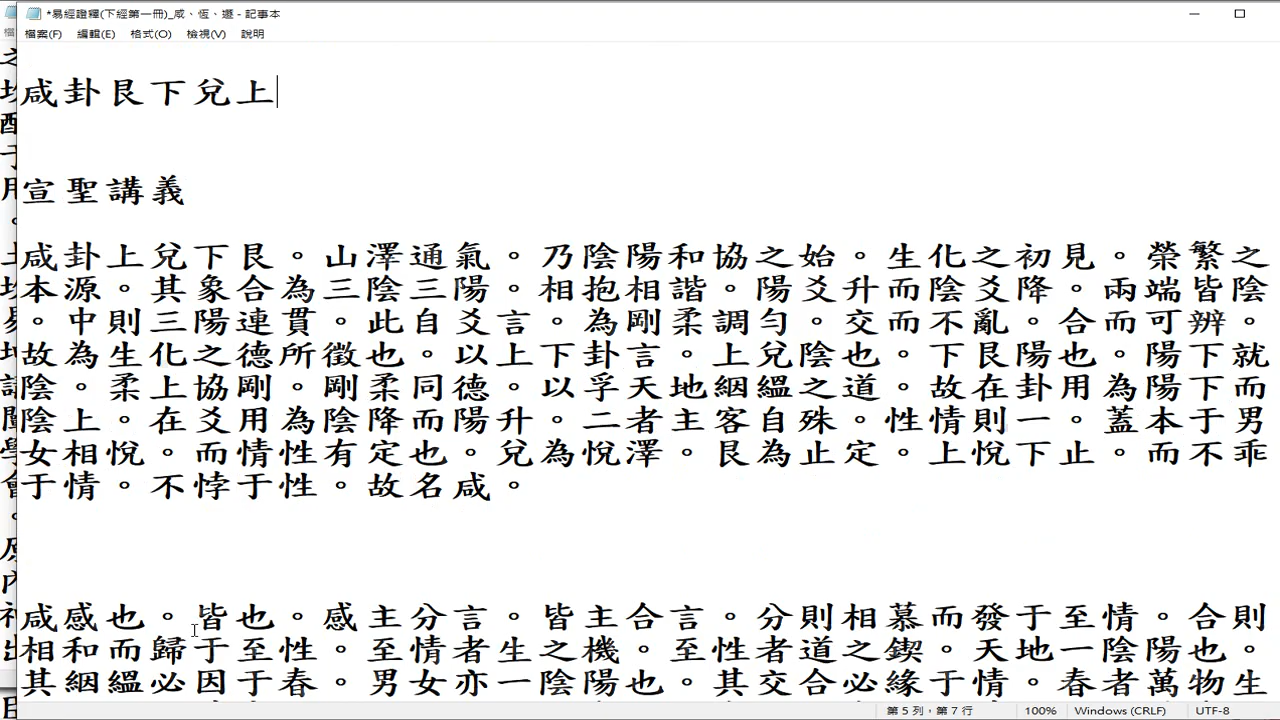 *易經證釋(下經第一冊)_咸、恆、遯 - 記事本
檔案(F) 編輯(E) 格式(O) 檢視(V) 說明
咸卦艮下兌上
宣聖講義
咸卦上兌下艮。山澤通氣。乃陰陽和協之始。生化之初見。榮繁之
本源。其象合為三陰三陽。相抱相諧。陽爻升而陰爻降。兩端皆陰
。中則三陽連貫。此自爻言。為剛柔調勻。交而不亂。合而可辨。
故為生化之德所徵也。以上下卦言。上兌陰也。下艮陽也。陽下就
陰。柔上協剛。剛柔同德。以孚天地絪縕之道。故在卦用為陽下而
陰上。在爻用為陰降而陽升。二者主客自殊。性情則一。蓋本于男
女相悅。而情性有定也。兌為悅澤。艮為止定。上悅下止。而不乖
于情。不悖于性。故名咸。
咸感也。皆也。感主分言。皆主合言。分則相慕而發于至情。合則
相和而歸于至性。至情者生之機。至性者道之鍥。天地一陰陽也。
其絪縕必因于春。男女亦一陰陽也。其交合必緣于情。春者萬物生
第 5 列，第 7 行 100% Windows (CRLF) UTF-8